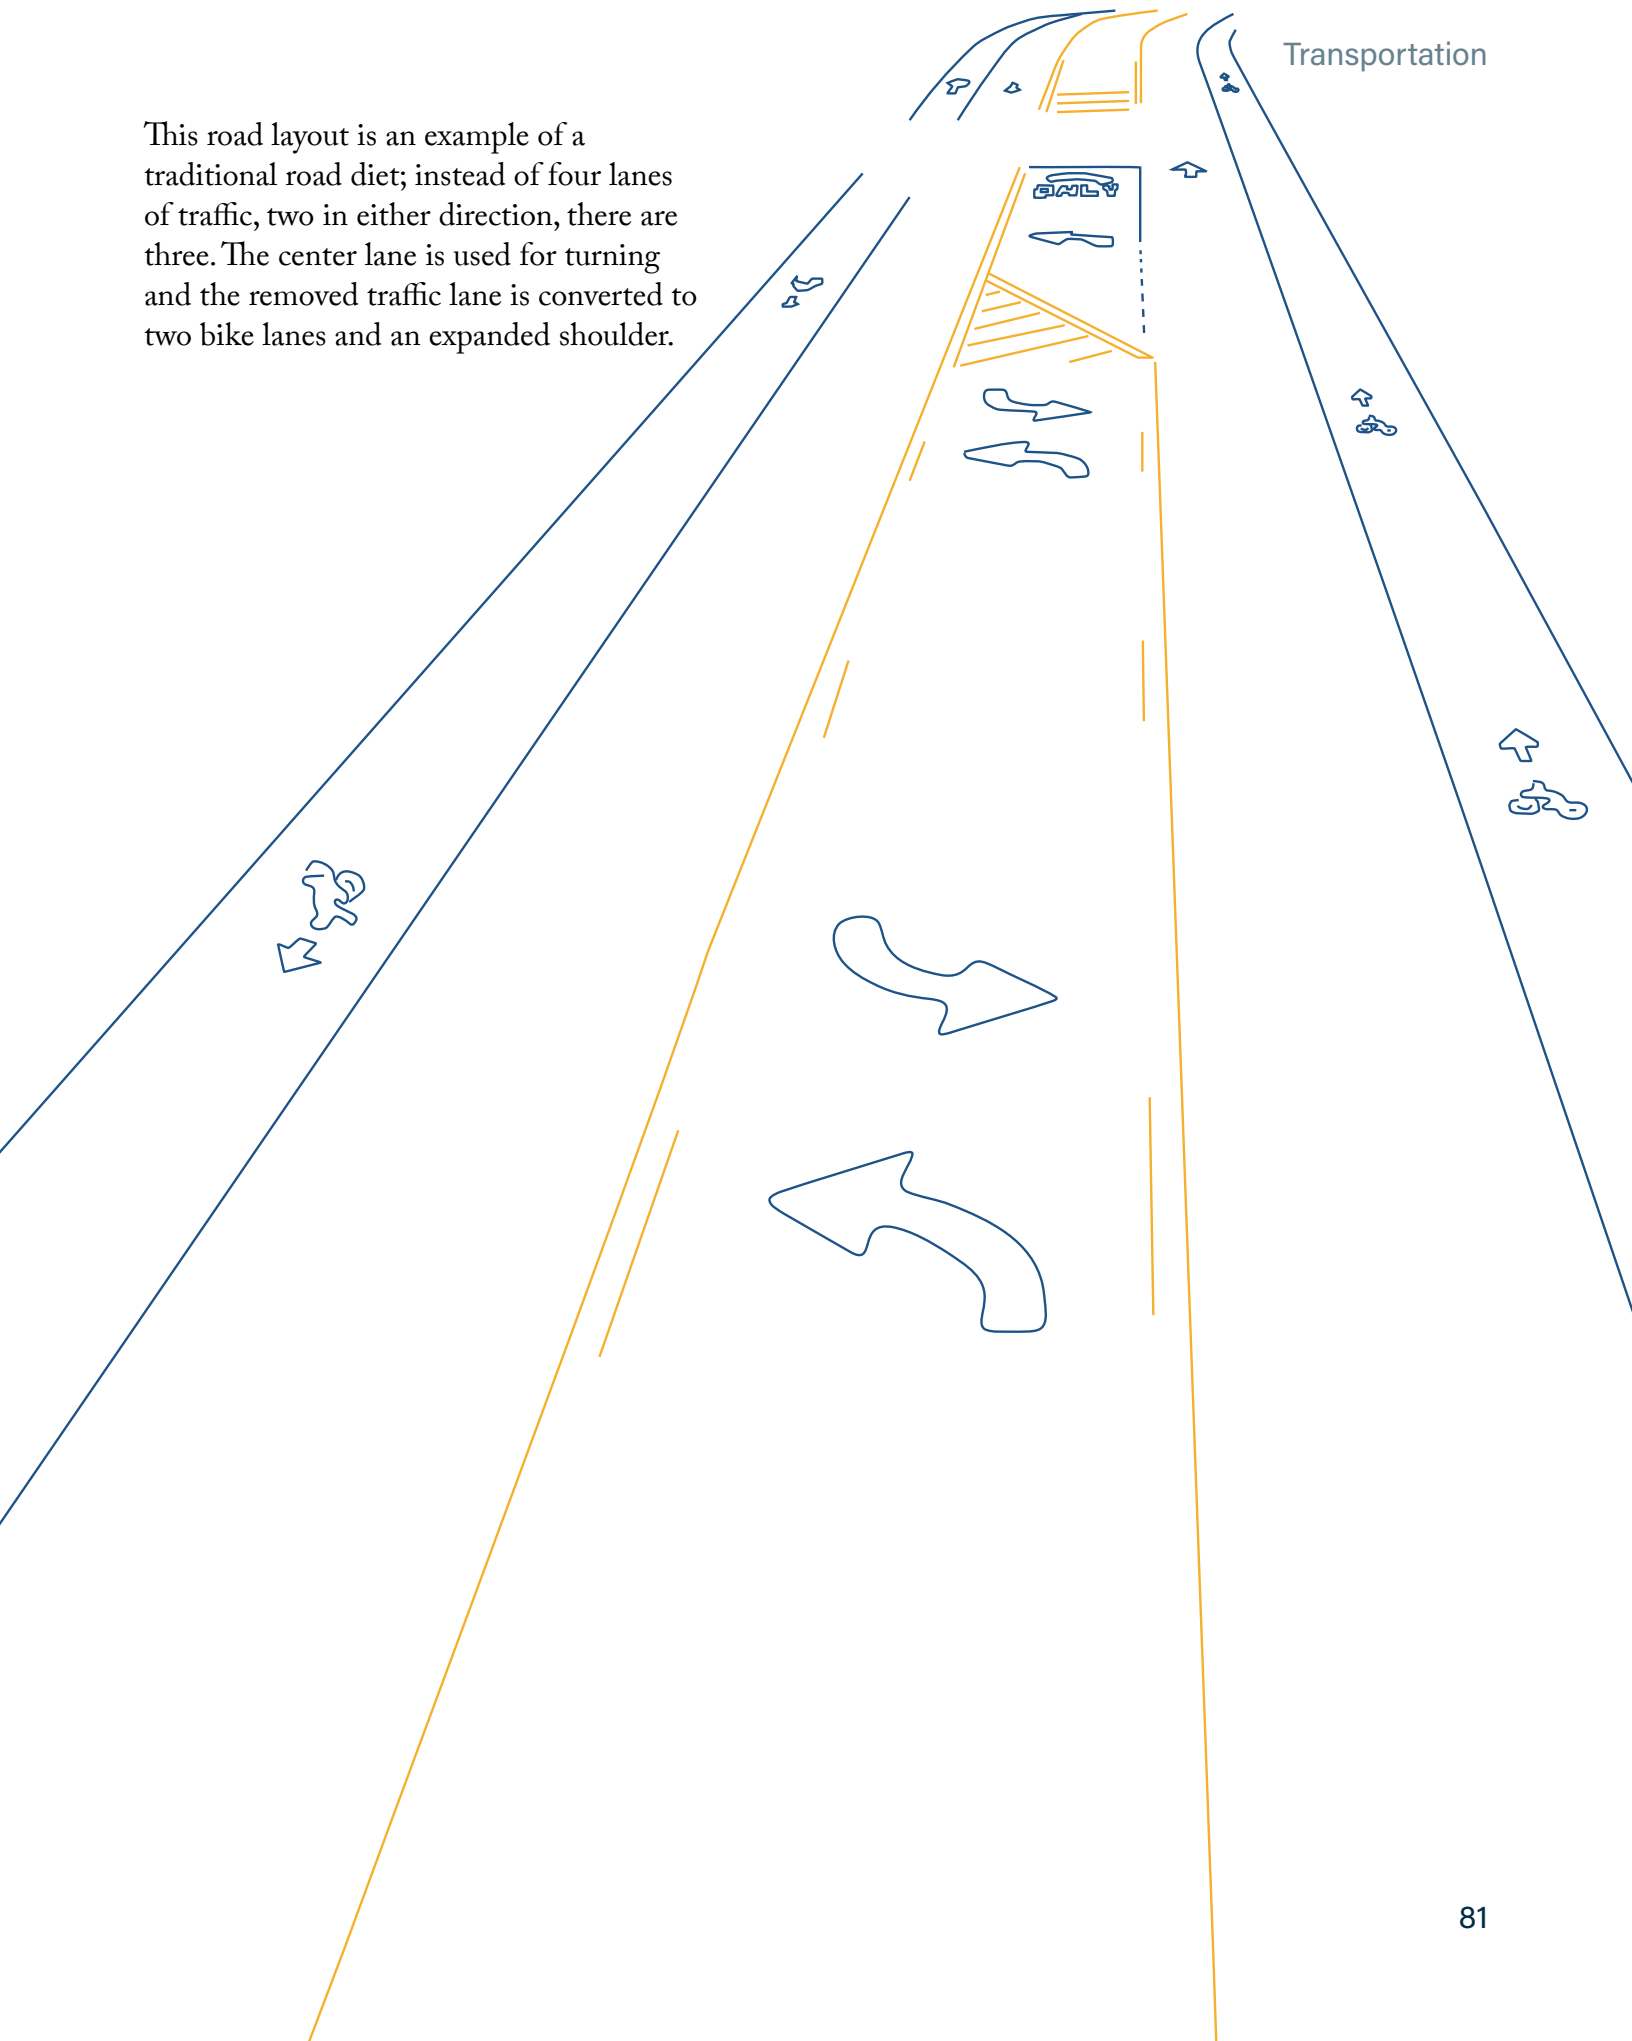 Transportation
This road layout is an example of a
traditional road diet; instead of four lanes
of traffic, two in either direction, there are
three. The center lane is used for turning
and the removed traffic lane is converted to
two bike lanes and an expanded shoulder.
ONLY
81